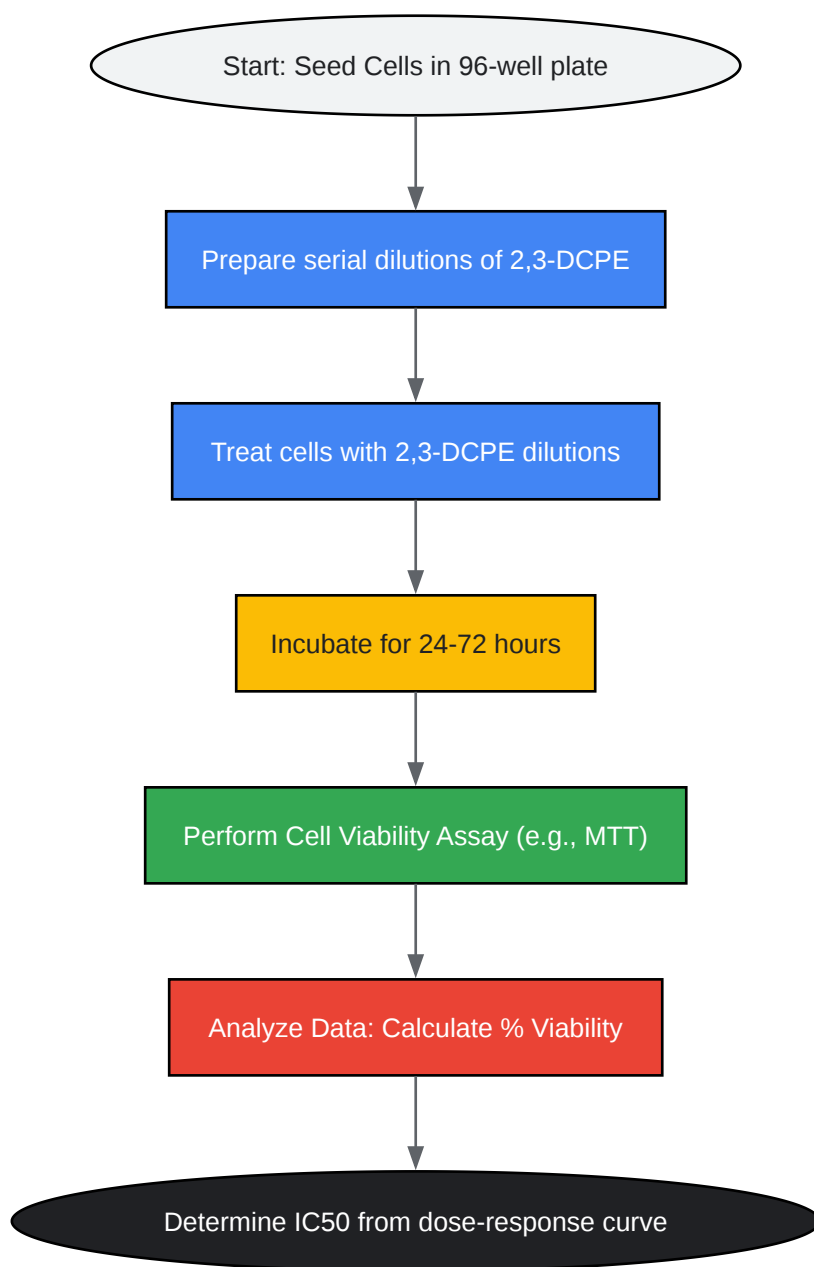 Start: Seed Cells in 96-well plate
Prepare serial dilutions of 2,3-DCPE
Treat cells with 2,3-DCPE dilutions
Incubate for 24-72 hours
Perform Cell Viability Assay (e.g., MTT)
Analyze Data: Calculate % Viability
Determine IC50 from dose-response curve